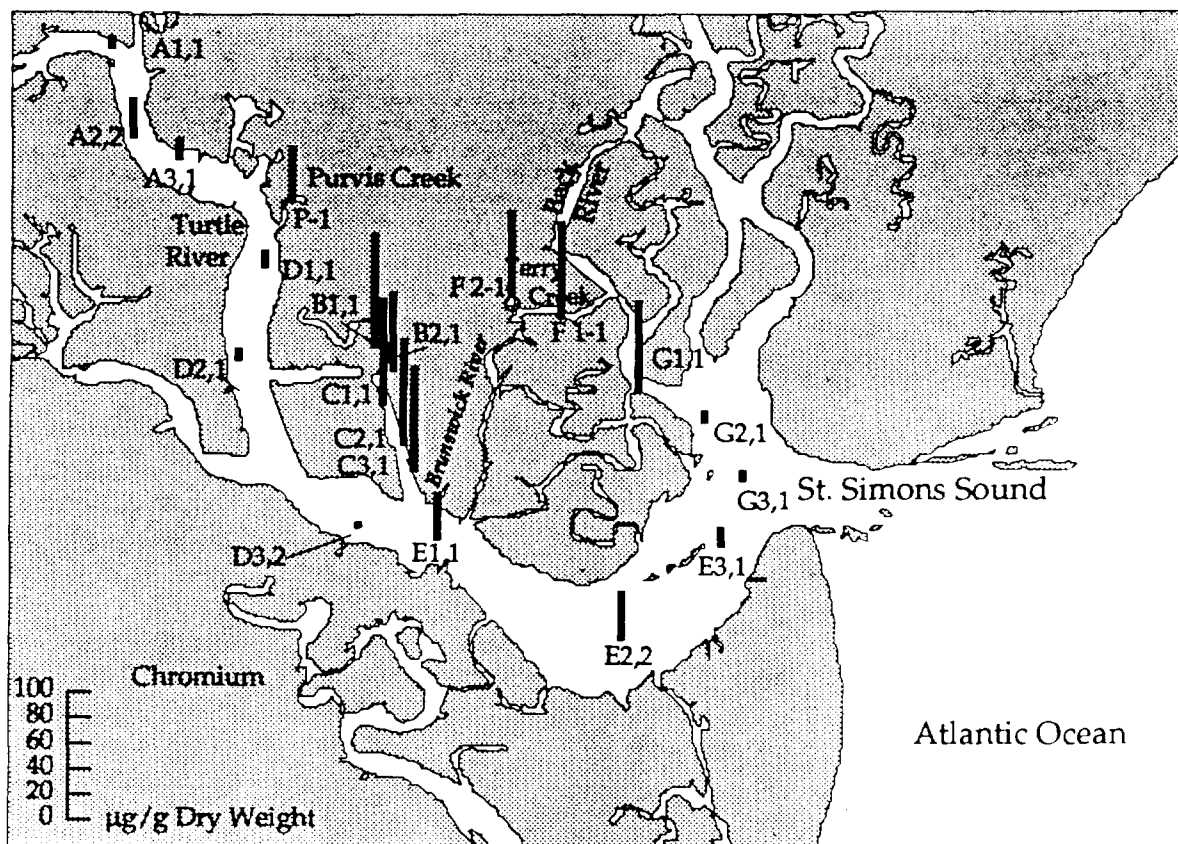 A1,1
A2,2
A3,1
Purvis Creek
P-1
Back
River
Turtle
River
D1,1
F 2-1
erry
Creek
B1,1
B2,1
F 1-1
G1,1
D2,1
C1,1
G2,1
C2,1
C3,1
Brunswick River
G3,1
St. Simons Sound
D3,2
E1,1
E3,1
E2,2
Chromium
100
80
60
40
20
0
µg/g Dry Weight
Atlantic Ocean